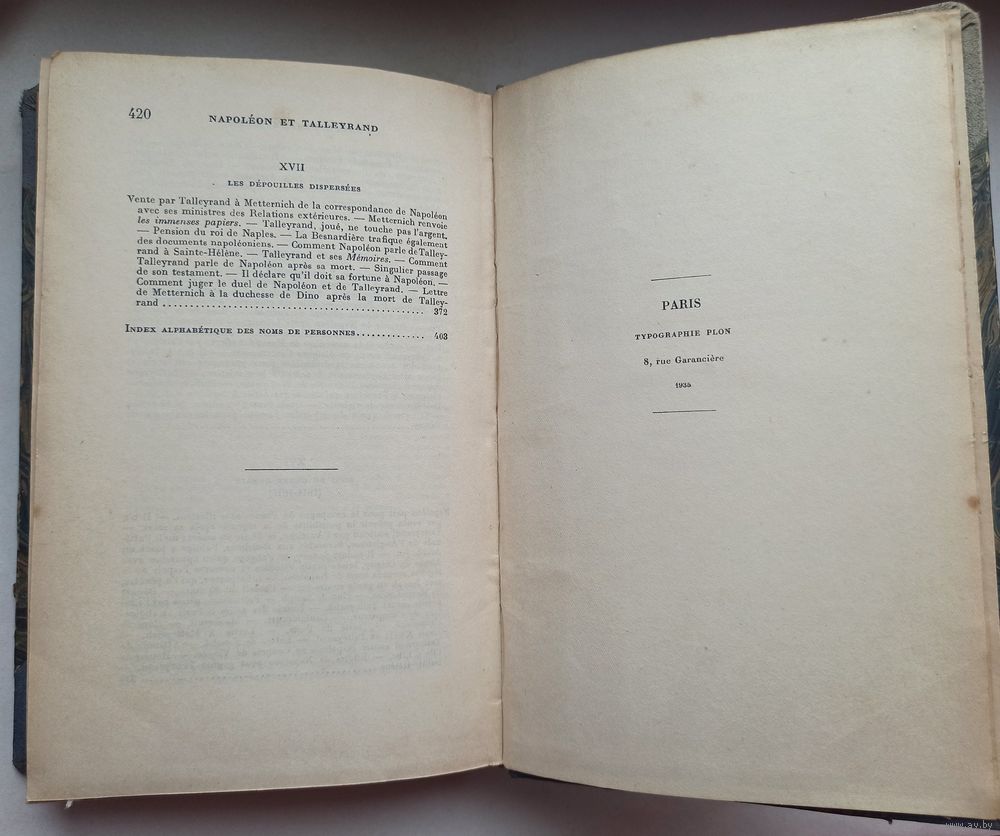 420
NAPOLÉON ET TALLEYRAND
XVII
LES DÉPOUILLES DISPERSÉES
Vente par Talleyrand à Metternich de la correspondance de Napoléon
avec ses ministres des Relations extérieures. — Metternich renvoie
les immenses papiers. — Talleyrand, joué, ne touche pas l'argent.
— Pension du roi de Naples. — La Besnardière trafique également
des documents napoléoniens. — Comment Napoléon parle de Talley-
rand à Sainte-Hélène. — Talleyrand et ses Mémoires. — Comment
Talleyrand parle de Napoléon après sa mort. — Singulier passage
de son testament. — Il déclare qu'il doit sa fortune à Napoléon. —
Comment juger le duel de Napoléon et de Talleyrand. — Lettre
de Metternich à la duchesse de Dino après la mort de Talley-
rand ................................................ 372
INDEX ALPHABÉTIQUE DES NOMS DE PERSONNES.............. 403
PARIS
TYPOGRAPHIE PLON
8, rue Garancière
1935
www.av.by